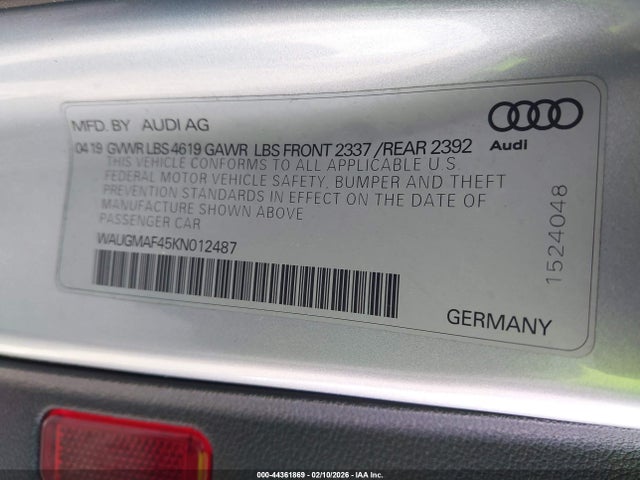 MFD. BY AUDI AG
04 19 GVWR LBS 4619 GAWR LBS FRONT 2337 / REAR 2392
THIS VEHICLE CONFORMS TO ALL APPLICABLE U S
FEDERAL MOTOR VEHICLE SAFETY, BUMPER AND THEFT
PREVENTION STANDARDS IN EFFECT ON THE DATE OF
MANUFACTURE SHOWN ABOVE
PASSENGER CAR
WAUGMAF45KN012487
Audi
1524048
GERMANY
000-44361869 - 02/10/2026 - IAA Inc.